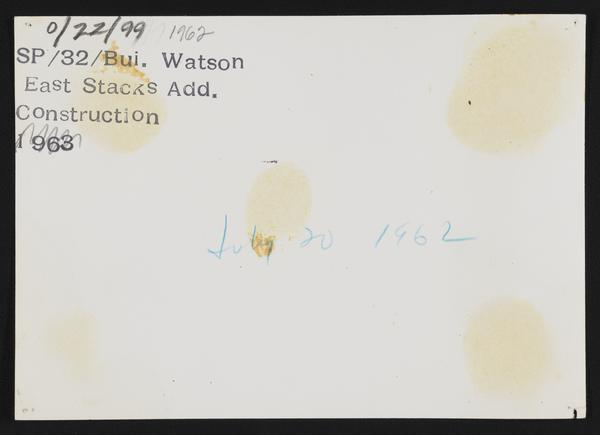 0/22/99 1962
SP/32/Bui. Watson
East Stacks Add.
Construction
1963
July 20 1962